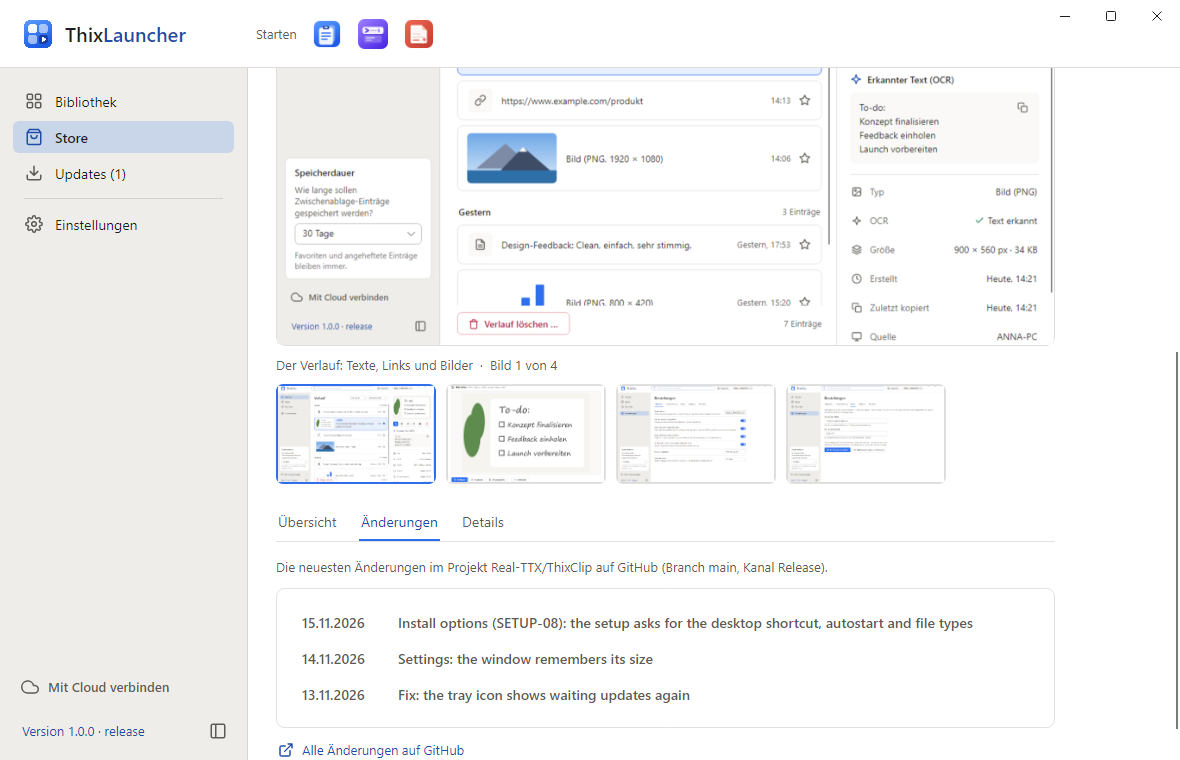 ThixLauncher
Starten
Bibliothek
Store
Updates (1)
Einstellungen
Mit Cloud verbinden
Version 1.0.0 · release
Speicherdauer
Wie lange sollen
Zwischenablage-Einträge
gespeichert werden?
30 Tage
Favoriten und angeheftete Einträge
bleiben immer.
Mit Cloud verbinden
Version 1.0.0 · release
https://www.example.com/produkt 14:13
Bild (PNG, 1920 × 1080) 14:06
Gestern 3 Einträge
Design-Feedback: Clean, einfach, sehr stimmig. Gestern, 17:53
Bild (PNG, 800 × 420) Gestern, 15:20
Verlauf löschen ... 7 Einträge
Erkannter Text (OCR)
To-do:
Konzept finalisieren
Feedback einholen
Launch vorbereiten
Typ Bild (PNG)
OCR Text erkannt
Größe 900 × 560 px · 34 KB
Erstellt Heute, 14:21
Zuletzt kopiert Heute, 14:21
Quelle ANNA-PC
Der Verlauf: Texte, Links und Bilder · Bild 1 von 4
To-do:
Konzept finalisieren
Feedback einholen
Launch vorbereiten
Übersicht Änderungen Details
Die neuesten Änderungen im Projekt Real-TTX/ThixClip auf GitHub (Branch main, Kanal Release).
15.11.2026 Install options (SETUP-08): the setup asks for the desktop shortcut, autostart and file types
14.11.2026 Settings: the window remembers its size
13.11.2026 Fix: the tray icon shows waiting updates again
Alle Änderungen auf GitHub